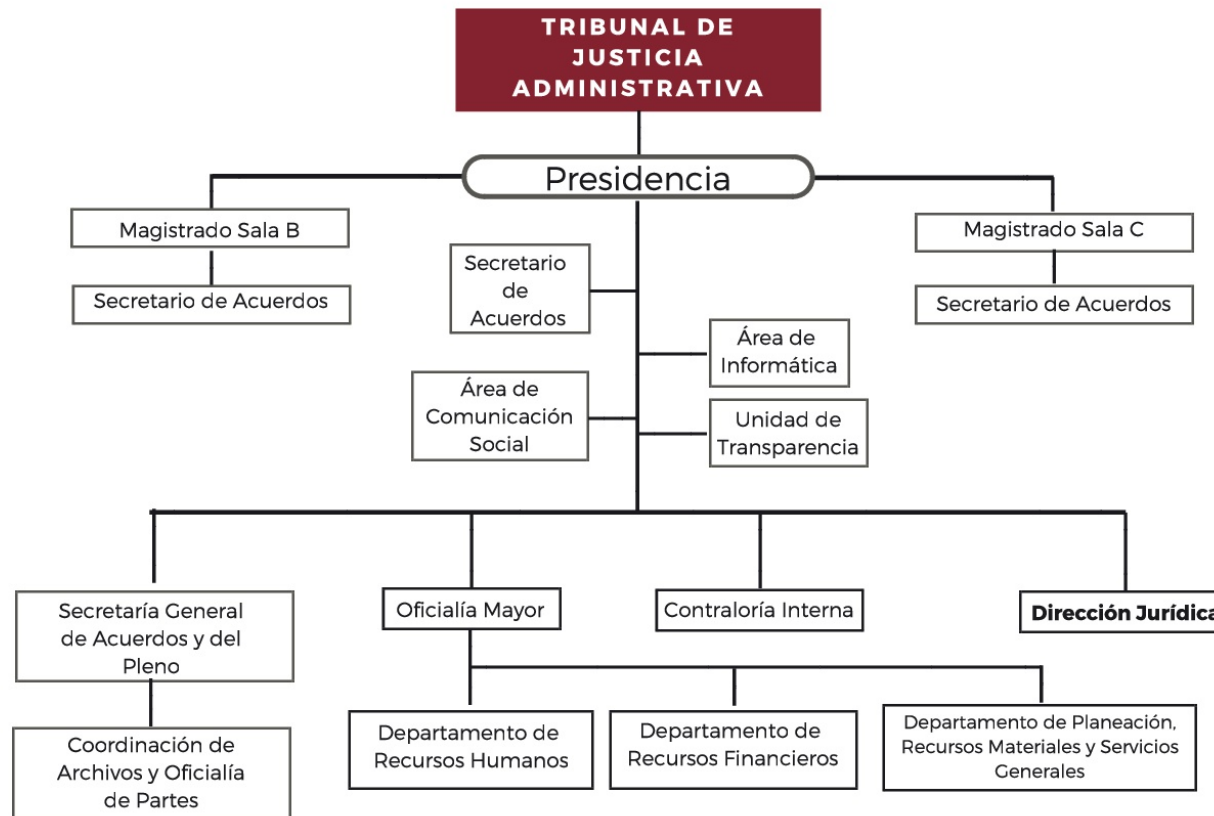 TRIBUNAL DE
JUSTICIA
ADMINISTRATIVA
Presidencia
Magistrado Sala B
Magistrado Sala C
Secretario de Acuerdos
Secretario
de
Acuerdos
Secretario de Acuerdos
Área de
Informática
Área de
Comunicación
Social
Unidad de
Transparencia
Secretaría General
de Acuerdos y del
Pleno
Oficialía Mayor
Contraloría Interna
Dirección Jurídica
Coordinación de
Archivos y Oficialía
de Partes
Departamento de
Recursos Humanos
Departamento de
Recursos Financieros
Departamento de Planeación,
Recursos Materiales y Servicios
Generales